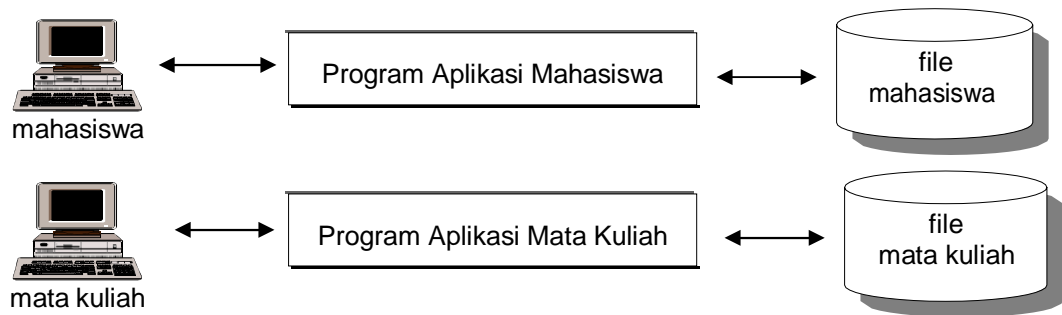 mahasiswa
Program Aplikasi Mahasiswa
file
mahasiswa
mata kuliah
Program Aplikasi Mata Kuliah
file
mata kuliah